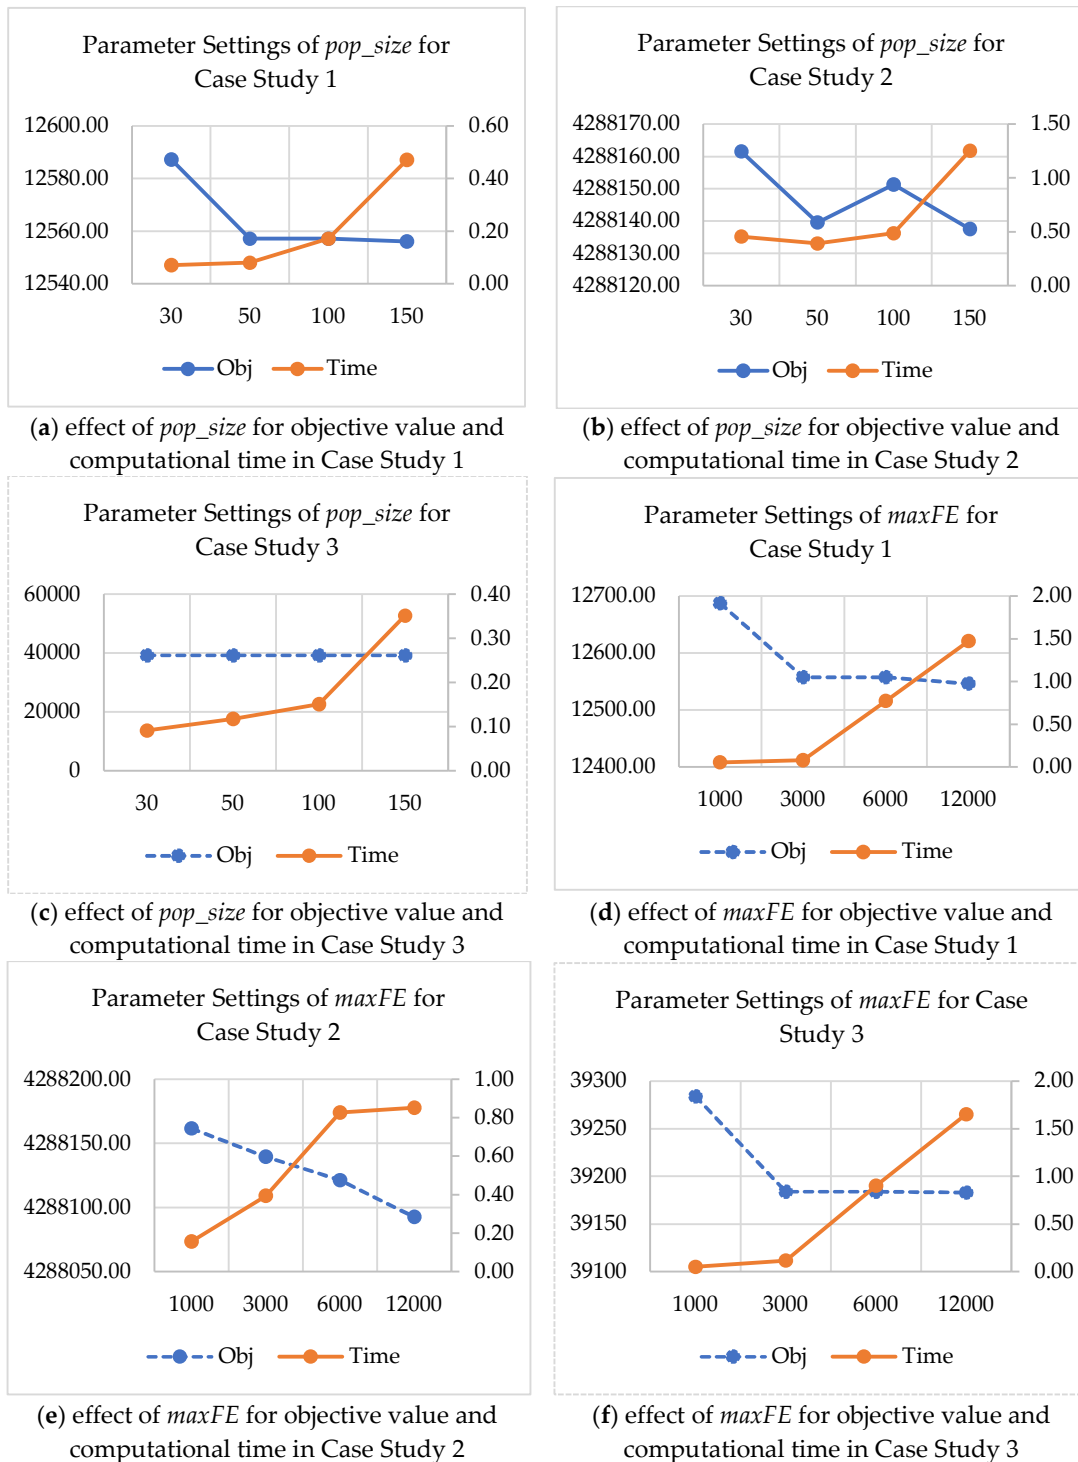 Parameter Settings of pop_size for
Case Study 1
12600.00
12580.00
12560.00
12540.00
0.60
0.40
0.20
0.00
30 50 100 150
Obj Time
(a) effect of pop_size for objective value and
computational time in Case Study 1
Parameter Settings of pop_size for
Case Study 2
4288170.00
4288160.00
4288150.00
4288140.00
4288130.00
4288120.00
1.50
1.00
0.50
0.00
30 50 100 150
Obj Time
(b) effect of pop_size for objective value and
computational time in Case Study 2
Parameter Settings of pop_size for
Case Study 3
60000
40000
20000
0
0.40
0.30
0.20
0.10
0.00
30 50 100 150
Obj Time
(c) effect of pop_size for objective value and
computational time in Case Study 3
Parameter Settings of maxFE for
Case Study 1
12700.00
12600.00
12500.00
12400.00
2.00
1.50
1.00
0.50
0.00
1000 3000 6000 12000
Obj Time
(d) effect of maxFE for objective value and
computational time in Case Study 1
Parameter Settings of maxFE for
Case Study 2
4288200.00
4288150.00
4288100.00
4288050.00
1.00
0.80
0.60
0.40
0.20
0.00
1000 3000 6000 12000
Obj Time
(e) effect of maxFE for objective value and
computational time in Case Study 2
Parameter Settings of maxFE for Case
Study 3
39300
39250
39200
39150
39100
2.00
1.50
1.00
0.50
0.00
1000 3000 6000 12000
Obj Time
(f) effect of maxFE for objective value and
computational time in Case Study 3